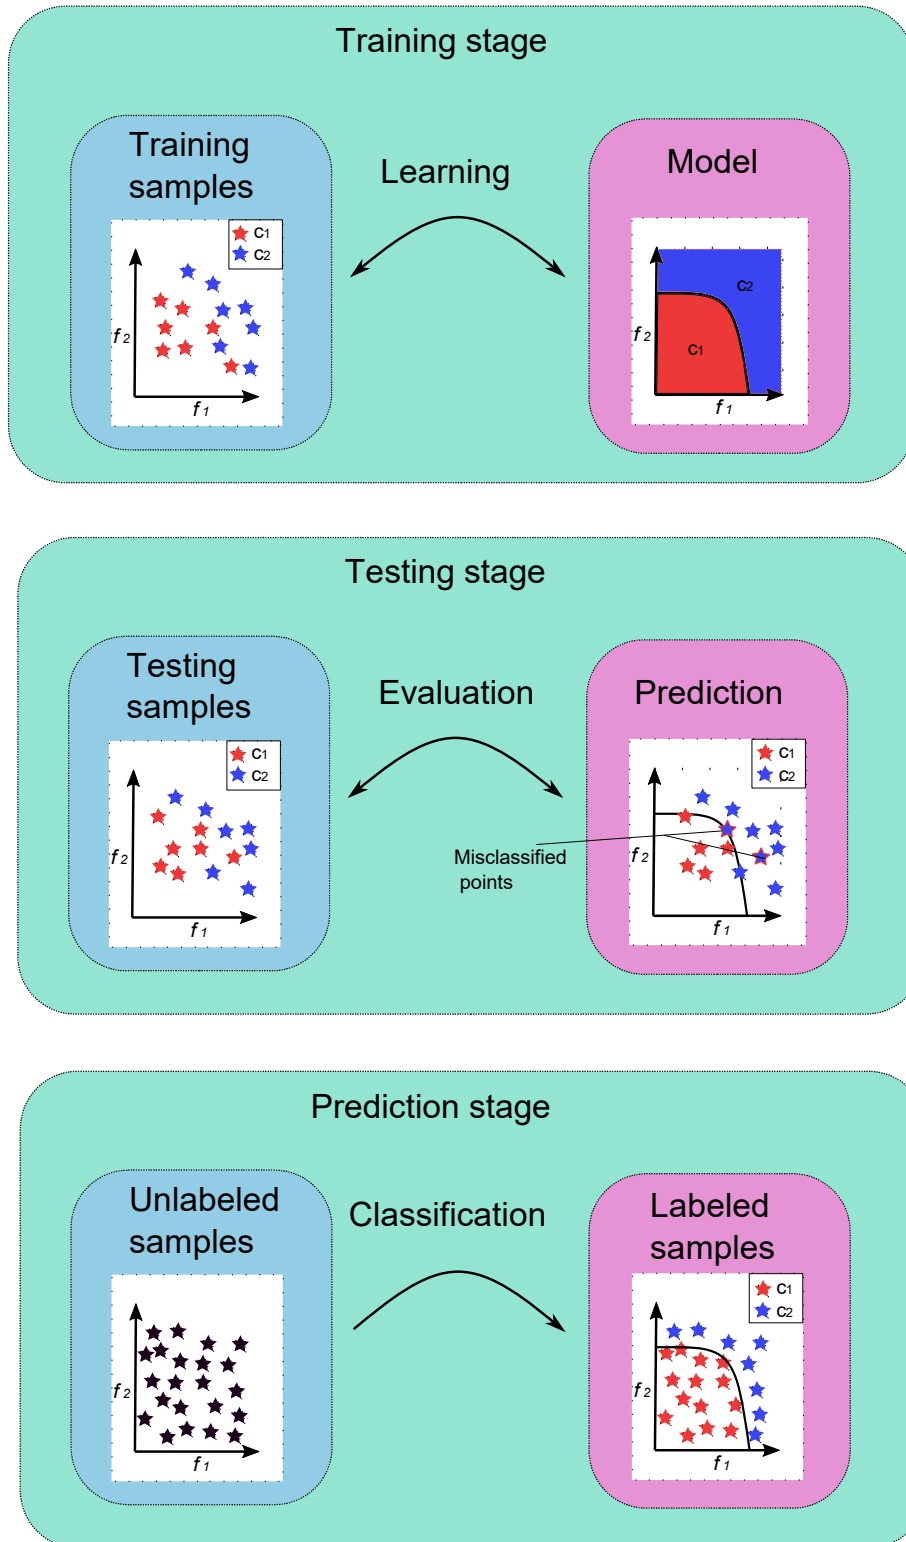 Training stage
Training
samples
Learning
Model
C1
C2
f2
f1
C2
C1
f2
f1
Testing stage
Testing
samples
Evaluation
Prediction
C1
C2
f2
f1
C1
C2
Misclassified
points
f2
f1
Prediction stage
Unlabeled
samples
Classification
Labeled
samples
f2
f1
C1
C2
f2
f1